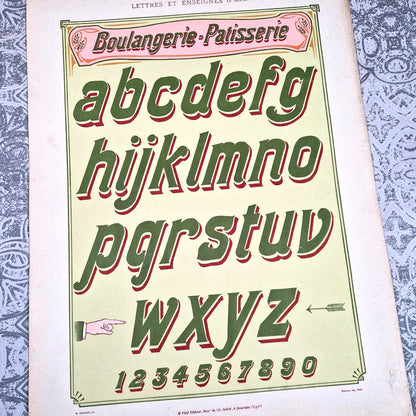 LETTRES ET ENSEIGNES D'
Boulangerie-Patisserie
abcdefg
hijklmno
pqrstuv
wxyz
1234567890